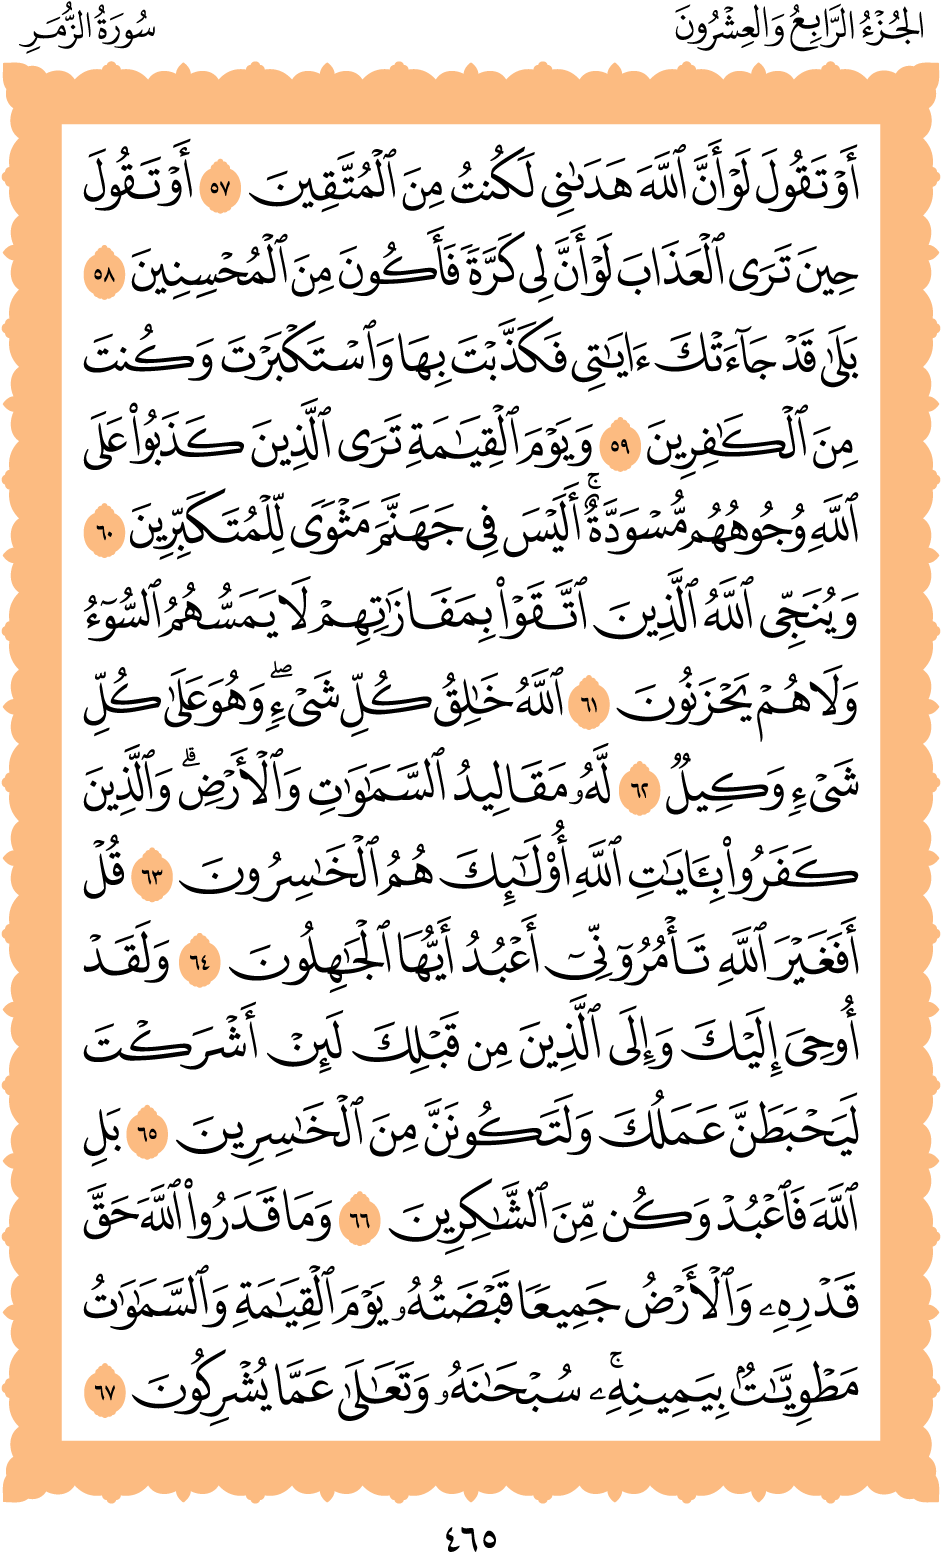 الجُزْءُ الرَّابِعُ وَالعِشْرُونَ
سُورَةُ الزُّمَرِ
أَوۡ تَقُولَ لَوۡ أَنَّ ٱللَّهَ هَدَىٰنِي لَكُنتُ مِنَ ٱلۡمُتَّقِينَ ٥٧ أَوۡ تَقُولَ
حِينَ تَرَى ٱلۡعَذَابَ لَوۡ أَنَّ لِي كَرَّةٗ فَأَكُونَ مِنَ ٱلۡمُحۡسِنِينَ ٥٨
بَلَىٰ قَدۡ جَآءَتۡكَ ءَايَٰتِي فَكَذَّبۡتَ بِهَا وَٱسۡتَكۡبَرۡتَ وَكُنتَ
مِنَ ٱلۡكَٰفِرِينَ ٥٩ وَيَوۡمَ ٱلۡقِيَٰمَةِ تَرَى ٱلَّذِينَ كَذَبُواْ عَلَى
ٱللَّهِ وُجُوهُهُم مُّسۡوَدَّةٌۚ أَلَيۡسَ فِي جَهَنَّمَ مَثۡوٗى لِّلۡمُتَكَبِّرِينَ ٦٠
وَيُنَجِّي ٱللَّهُ ٱلَّذِينَ ٱتَّقَوۡاْ بِمَفَازَتِهِمۡ لَا يَمَسُّهُمُ ٱلسُّوٓءُ
وَلَا هُمۡ يَحۡزَنُونَ ٦١ ٱللَّهُ خَٰلِقُ كُلِّ شَيۡءٖۖ وَهُوَ عَلَىٰ كُلِّ
شَيۡءٖ وَكِيلٞ ٦٢ لَّهُۥ مَقَالِيدُ ٱلسَّمَٰوَٰتِ وَٱلۡأَرۡضِۗ وَٱلَّذِينَ
كَفَرُواْ بِـَٔايَٰتِ ٱللَّهِ أُوْلَٰٓئِكَ هُمُ ٱلۡخَٰسِرُونَ ٦٣ قُلۡ
أَفَغَيۡرَ ٱللَّهِ تَأۡمُرُوٓنِّيٓ أَعۡبُدُ أَيُّهَا ٱلۡجَٰهِلُونَ ٦٤ وَلَقَدۡ
أُوحِيَ إِلَيۡكَ وَإِلَى ٱلَّذِينَ مِن قَبۡلِكَ لَئِنۡ أَشۡرَكۡتَ
لَيَحۡبَطَنَّ عَمَلُكَ وَلَتَكُونَنَّ مِنَ ٱلۡخَٰسِرِينَ ٦٥ بَلِ
ٱللَّهَ فَٱعۡبُدۡ وَكُن مِّنَ ٱلشَّٰكِرِينَ ٦٦ وَمَا قَدَرُواْ ٱللَّهَ حَقَّ
قَدۡرِهِۦ وَٱلۡأَرۡضُ جَمِيعٗا قَبۡضَتُهُۥ يَوۡمَ ٱلۡقِيَٰمَةِ وَٱلسَّمَٰوَٰتُ
مَطۡوِيَّٰتُۢ بِيَمِينِهِۦۚ سُبۡحَٰنَهُۥ وَتَعَٰلَىٰ عَمَّا يُشۡرِكُونَ ٦٧
٤٦٥